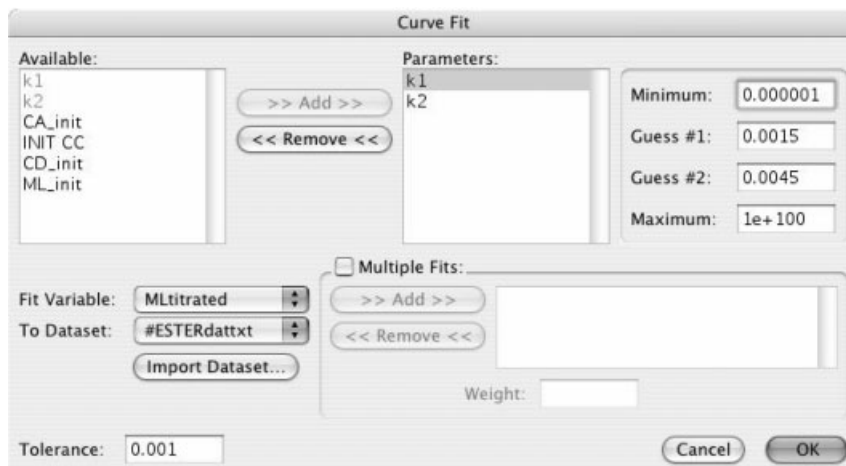 Curve Fit
Available:
k1
k2
CA_init
INIT CC
CD_init
ML_init
>> Add >>
<< Remove <<
Parameters:
k1
k2
Minimum: 0.000001
Guess #1: 0.0015
Guess #2: 0.0045
Maximum: 1e+100
Fit Variable: MLtitrated
To Dataset: #ESTERdattxt
Import Dataset...
Multiple Fits:
>> Add >>
<< Remove <<
Weight:
Tolerance: 0.001
Cancel
OK